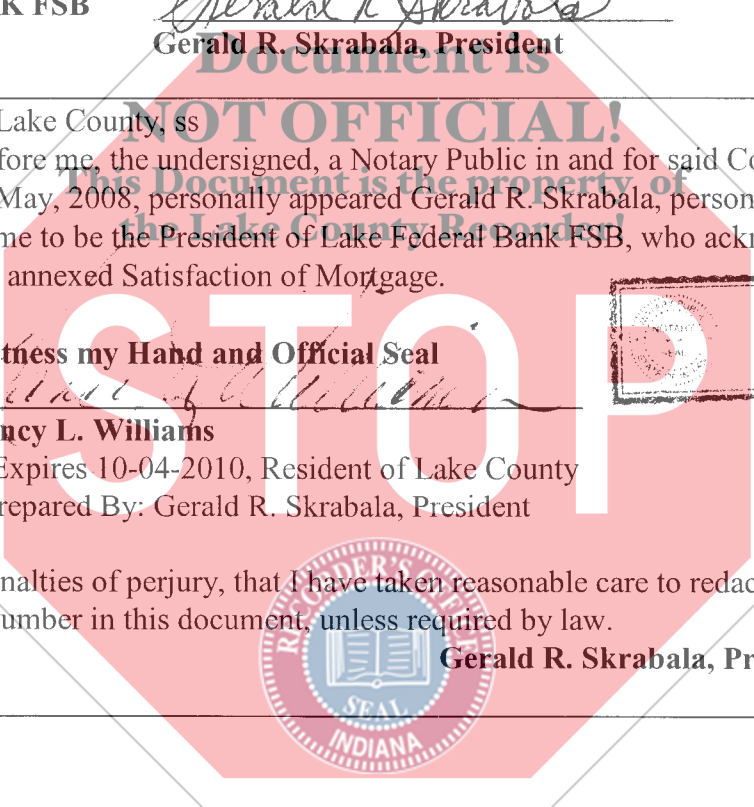 K FSB
Gerald R Skrabala
Gerald R. Skrabala, President
Document is
NOT OFFICIAL!
This Document is the property of
the Lake County Recorder!
Lake County, ss
fore me, the undersigned, a Notary Public in and for said Co
May, 2008, personally appeared Gerald R. Skrabala, person
me to be the President of Lake Federal Bank FSB, who ackn
annexed Satisfaction of Mortgage.
STOP
tness my Hand and Official Seal
NOTARY
SEAL
ncy L. Williams
Expires 10-04-2010, Resident of Lake County
repared By: Gerald R. Skrabala, President
nalties of perjury, that I have taken reasonable care to redac
umber in this document, unless required by law.
Gerald R. Skrabala, Pr
RECORDER'S OFFICE
SEAL
INDIANA